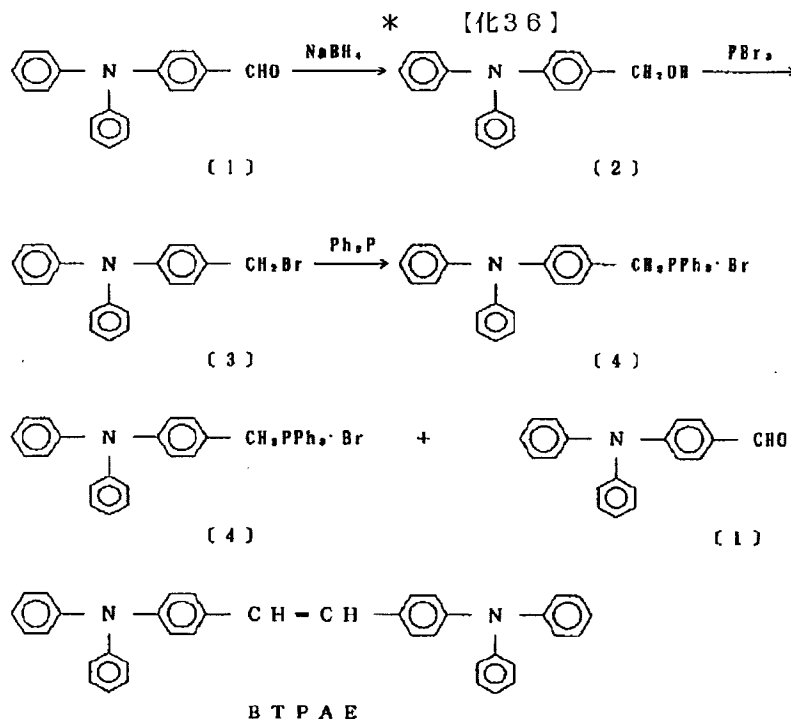 * 【化36】
N CHO NaBH₄ N CH₂OH PBr₃
(1) (2)
N CH₂Br Ph₃P N CH₂PPh₃·Br
(3) (4)
N CH₂PPh₃·Br + N CHO
(4) (1)
N CH=CH N
BTPAE